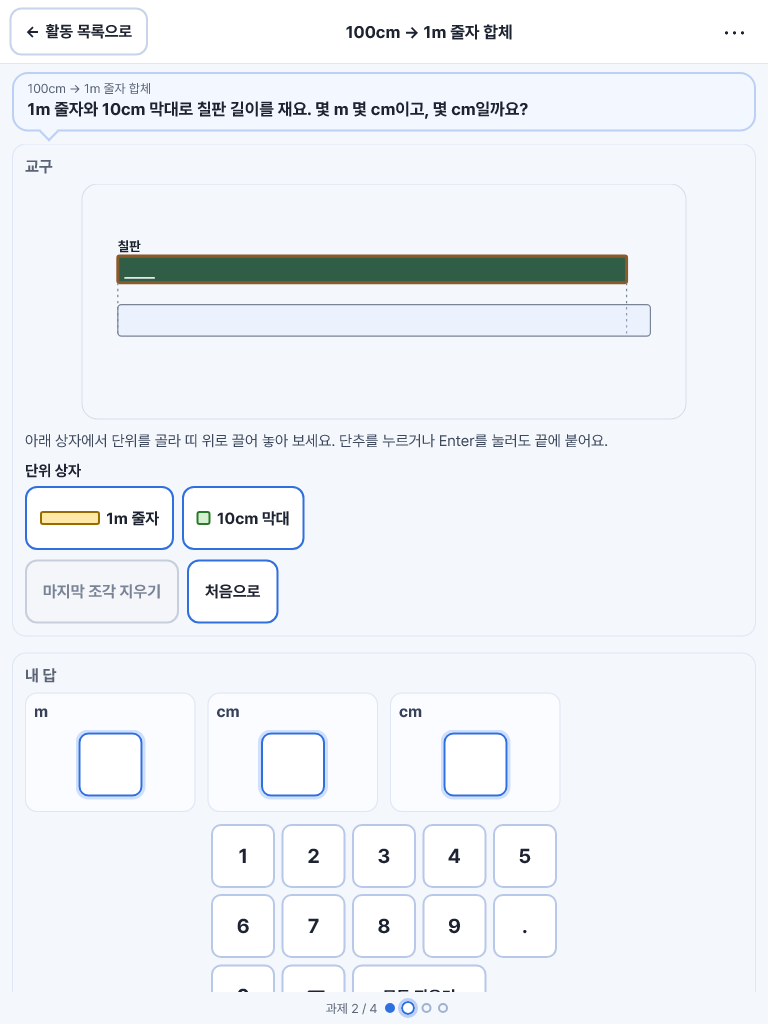 ← 활동 목록으로
100cm → 1m 줄자 합체
...
100cm → 1m 줄자 합체
1m 줄자와 10cm 막대로 칠판 길이를 재요. 몇 m 몇 cm이고, 몇 cm일까요?
교구
칠판
아래 상자에서 단위를 골라 띠 위로 끌어 놓아 보세요. 단추를 누르거나 Enter를 눌러도 끝에 붙어요.
단위 상자
1m 줄자
10cm 막대
마지막 조각 지우기
처음으로
내 답
m
cm
cm
1 2 3 4 5
6 7 8 9 .
과제 2 / 4